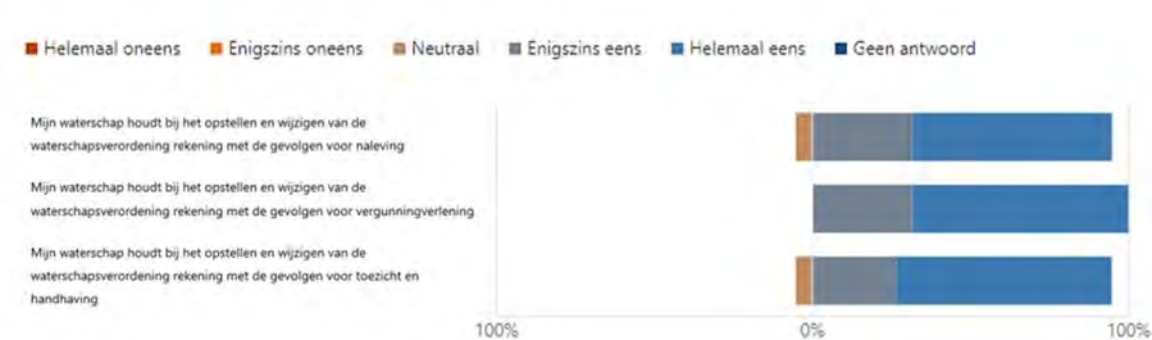 Helemaal oneens Enigszins oneens Neutraal Enigszins eens Helemaal eens Geen antwoord
Mijn waterschap houdt bij het opstellen en wijzigen van de
waterschapsverordening rekening met de gevolgen voor naleving
Mijn waterschap houdt bij het opstellen en wijzigen van de
waterschapsverordening rekening met de gevolgen voor vergunningverlening
Mijn waterschap houdt bij het opstellen en wijzigen van de
waterschapsverordening rekening met de gevolgen voor toezicht en
handhaving
100% 0% 100%